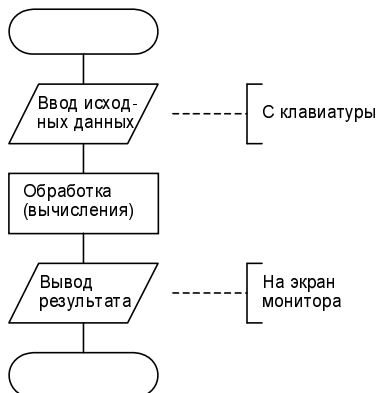 Ввод исход-
ных данных
С клавиатуры
Обработка
(вычисления)
Вывод
результата
На экран
монитора